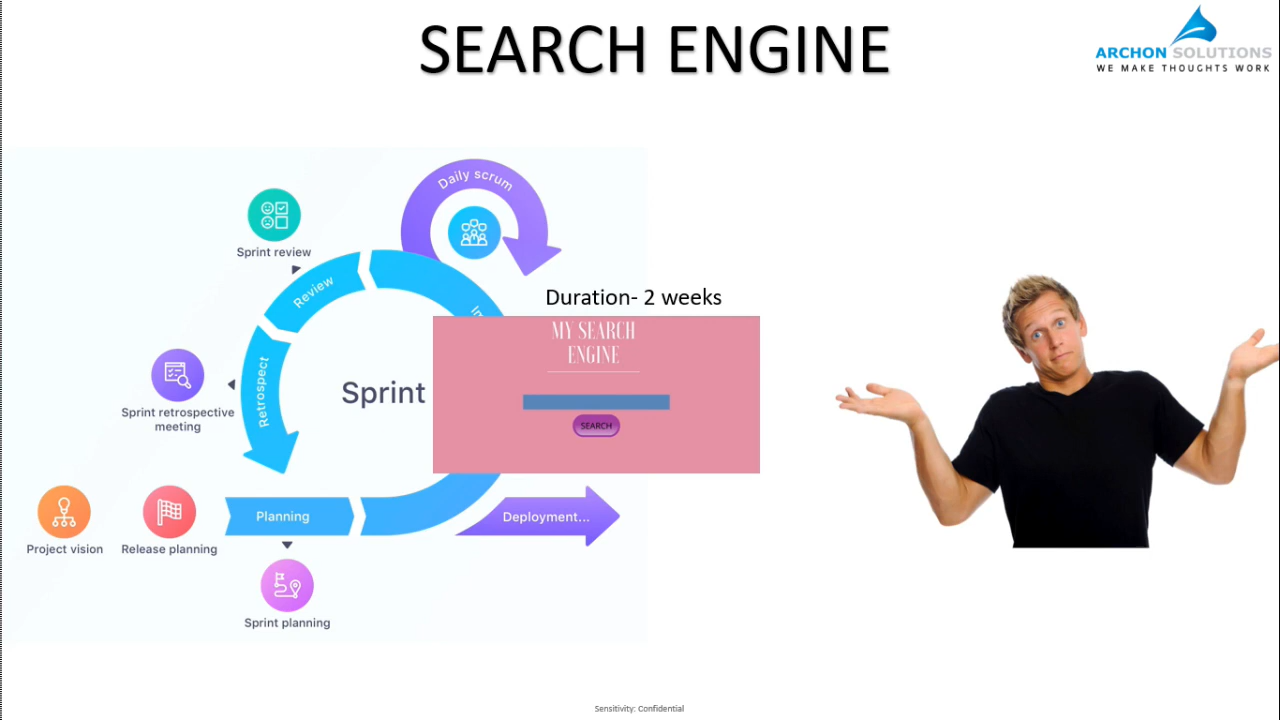 SEARCH ENGINE
ARCHON SOLUTIONS
WE MAKE THOUGHTS WORK
Daily scrum
Sprint review
Review
Duration- 2 weeks
MY SEARCH
ENGINE
Retrospect
Sprint
Sprint retrospective
meeting
SEARCH
Planning
Deployment...
Project vision
Release planning
Sprint planning
Sensitivity: Confidential